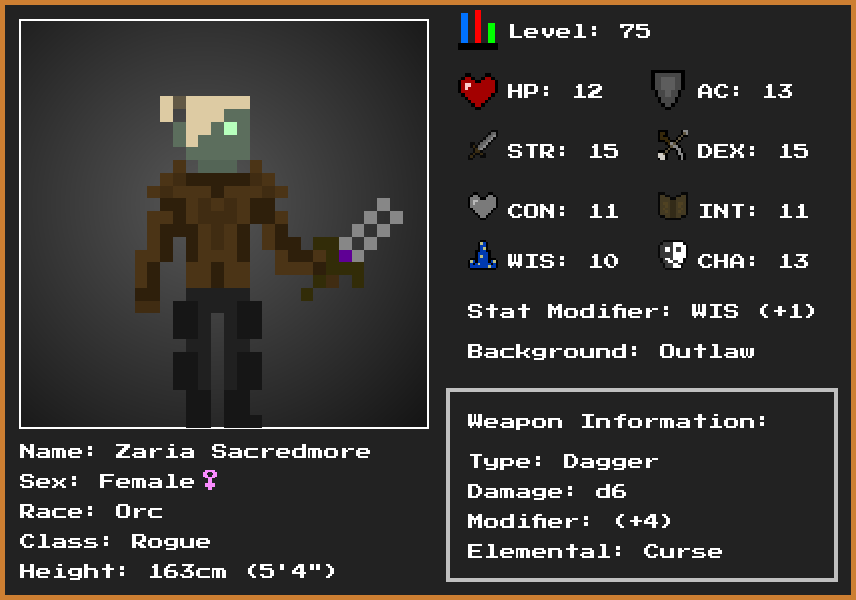 Level: 75
HP: 12 AC: 13
STR: 15 DEX: 15
CON: 11 INT: 11
WIS: 10 CHA: 13
Stat Modifier: WIS (+1)
Background: Outlaw
Weapon Information:
Type: Dagger
Damage: d6
Modifier: (+4)
Elemental: Curse
Name: Zaria Sacredmore
Sex: Female♀
Race: Orc
Class: Rogue
Height: 163cm (5'4")